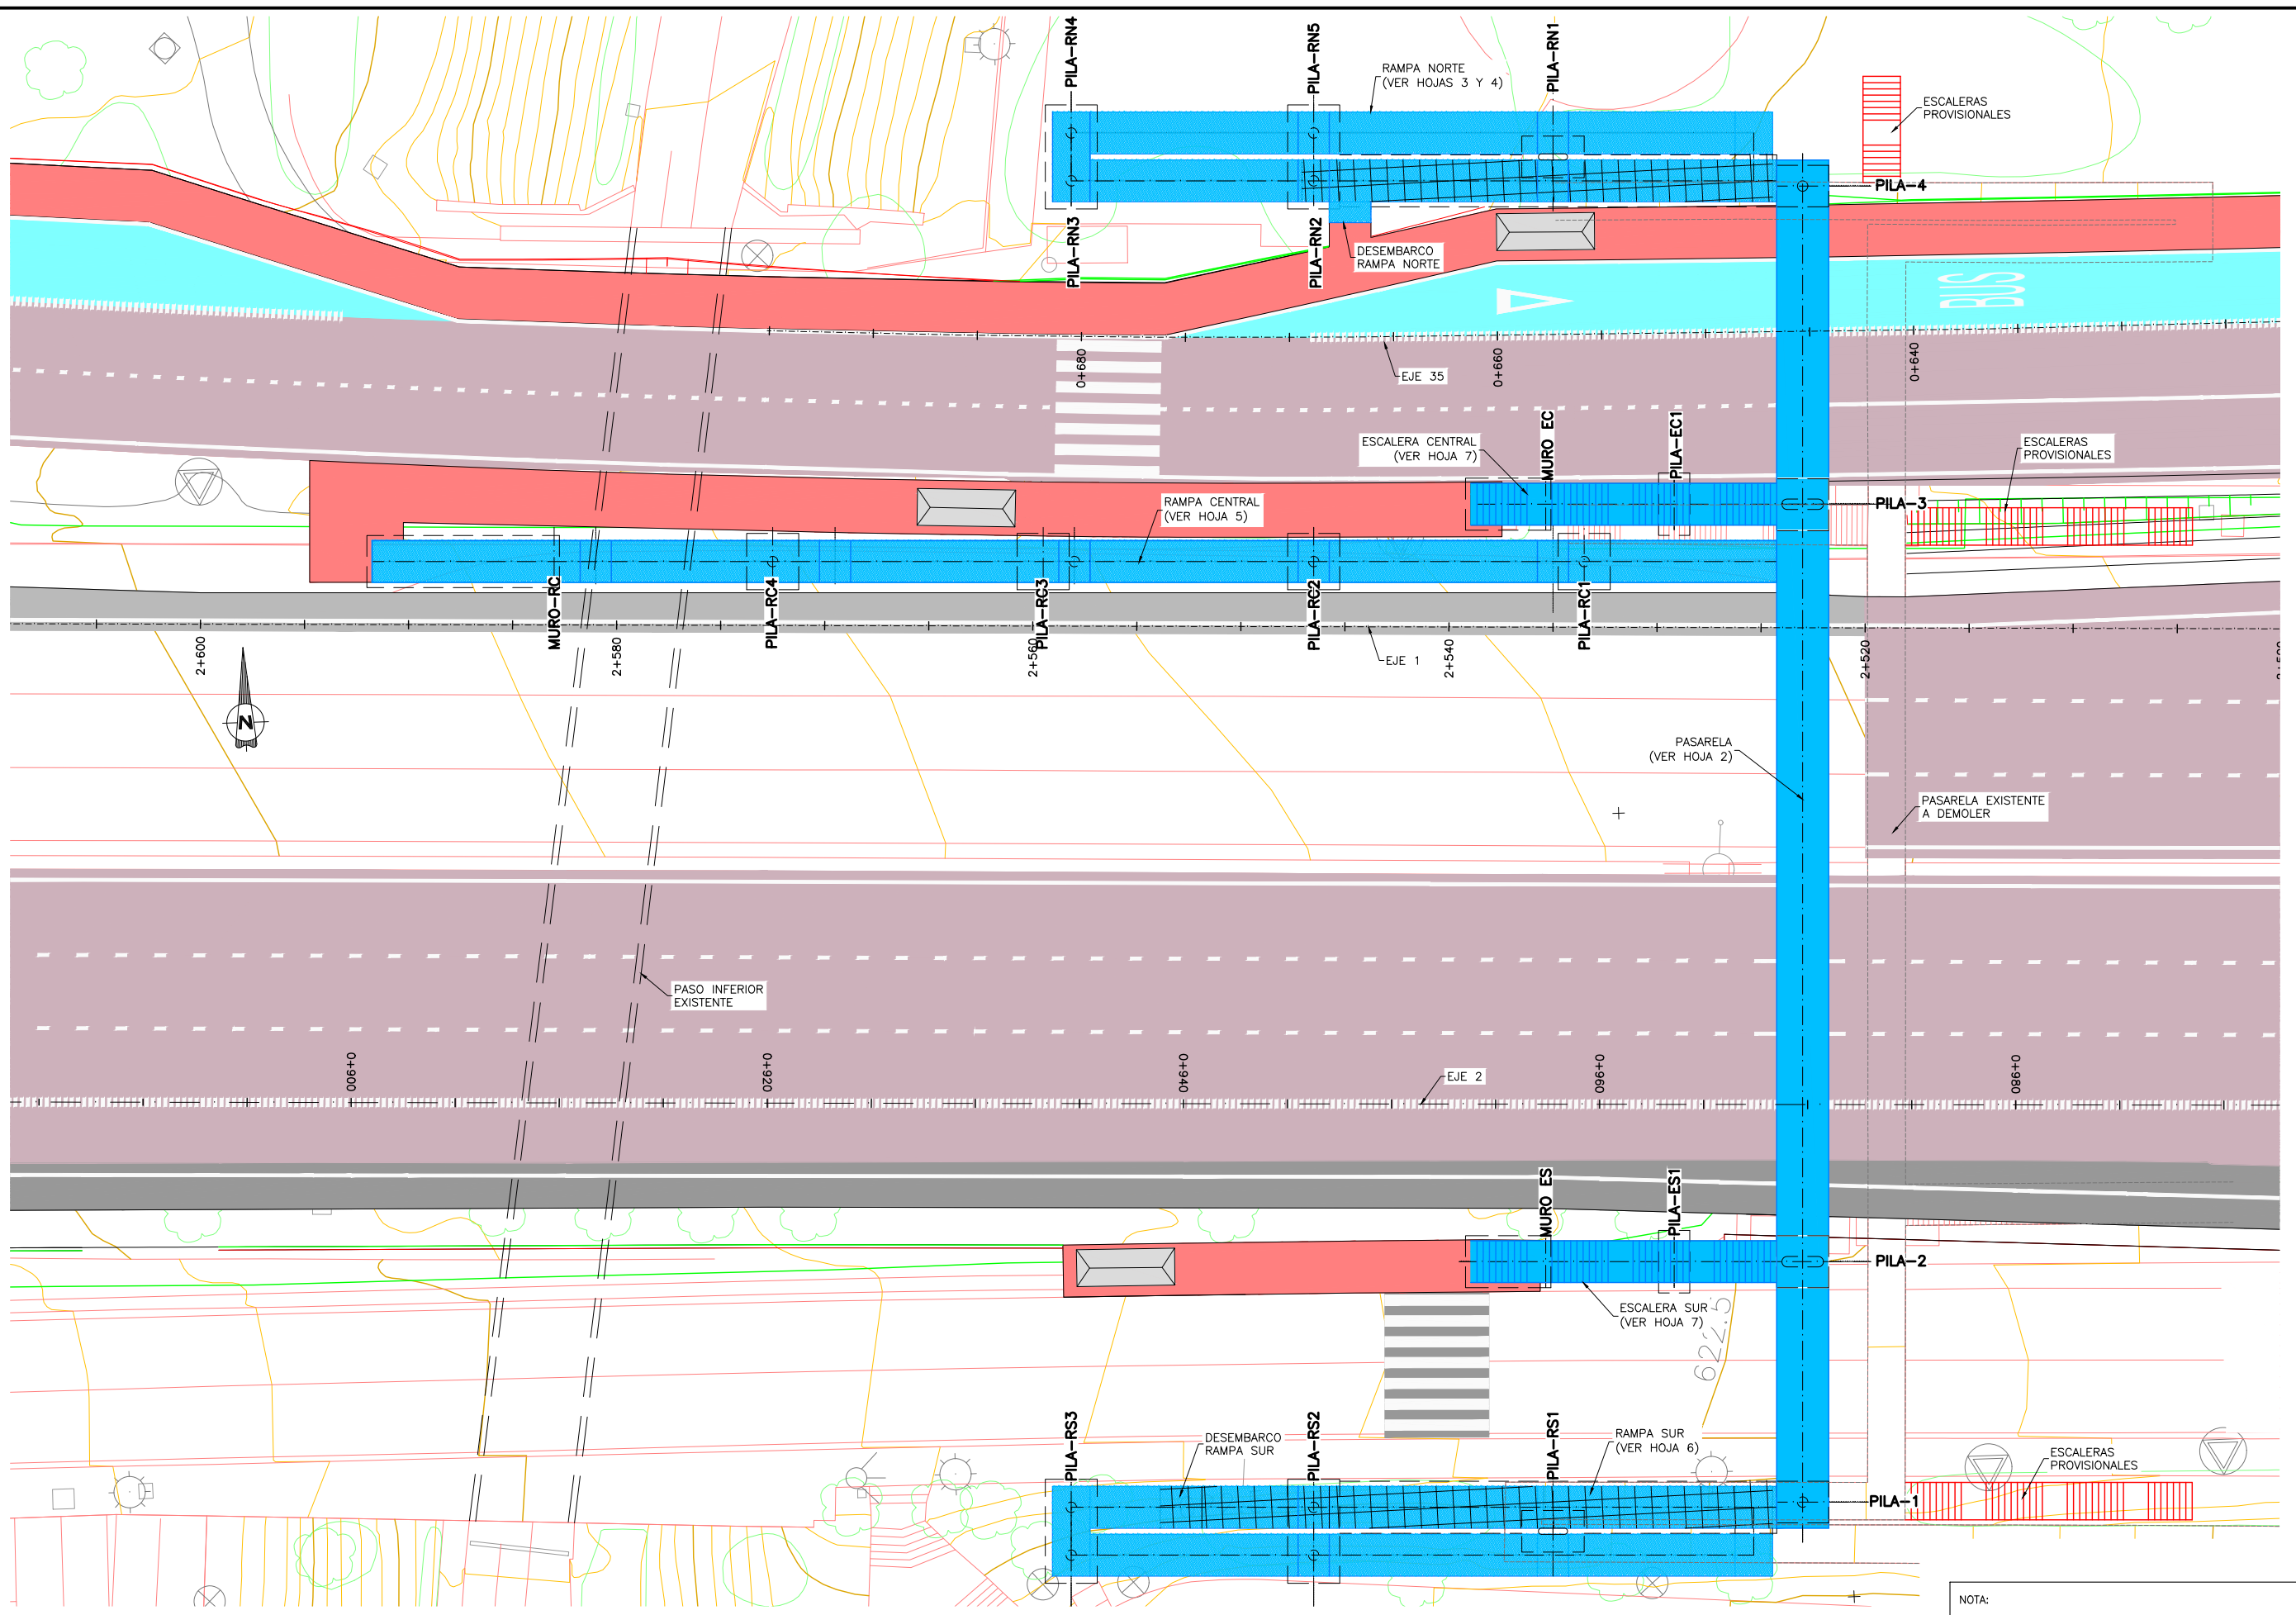 PILA-RN4
PILA-RN5
PILA-RN1
RAMPA NORTE
(VER HOJAS 3 Y 4)
ESCALERAS
PROVISIONALES
PILA-4
PILA-RN3
PILA-RN2
DESEMBARCO
RAMPA NORTE
BUS
0+680
0+660
0+640
EJE 35
ESCALERA CENTRAL
(VER HOJA 7)
MURO EC
PILA-EC1
ESCALERAS
PROVISIONALES
RAMPA CENTRAL
(VER HOJA 5)
PILA-3
MURO-RC
PILA-RC4
PILA-RC3
PILA-RC2
PILA-RC1
2+600
2+580
2+560
2+540
2+520
EJE 1
N
PASARELA
(VER HOJA 2)
PASARELA EXISTENTE
A DEMOLER
PASO INFERIOR
EXISTENTE
0+900
0+920
0+940
0+960
0+980
EJE 2
MURO ES
PILA-ES1
PILA-2
ESCALERA SUR
(VER HOJA 7)
622.5
PILA-RS3
PILA-RS2
PILA-RS1
DESEMBARCO
RAMPA SUR
RAMPA SUR
(VER HOJA 6)
ESCALERAS
PROVISIONALES
PILA-1
NOTA: